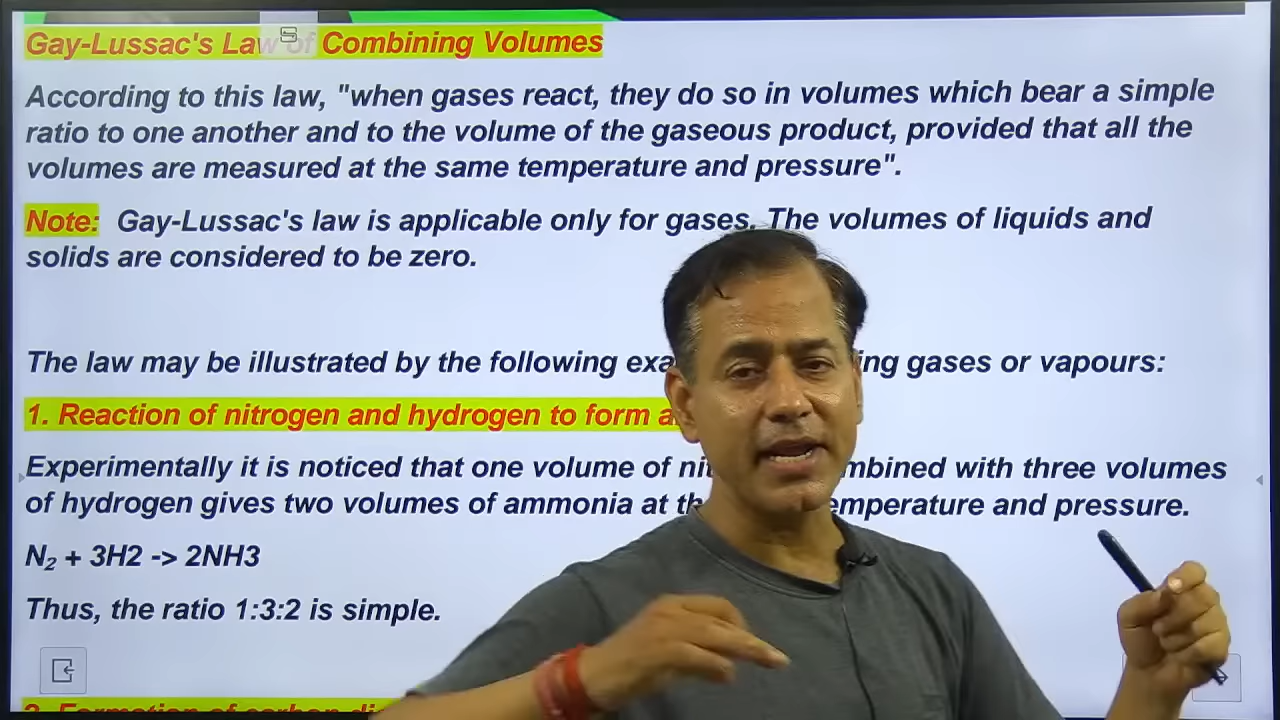 Gay-Lussac's Law of Combining Volumes
According to this law, "when gases react, they do so in volumes which bear a simple
ratio to one another and to the volume of the gaseous product, provided that all the
volumes are measured at the same temperature and pressure".
Note: Gay-Lussac's law is applicable only for gases. The volumes of liquids and
solids are considered to be zero.
The law may be illustrated by the following exa ing gases or vapours:
1. Reaction of nitrogen and hydrogen to form a
Experimentally it is noticed that one volume of nit mbined with three volumes
of hydrogen gives two volumes of ammonia at th emperature and pressure.
N₂ + 3H2 -> 2NH3
Thus, the ratio 1:3:2 is simple.
2. Formation of carbon di